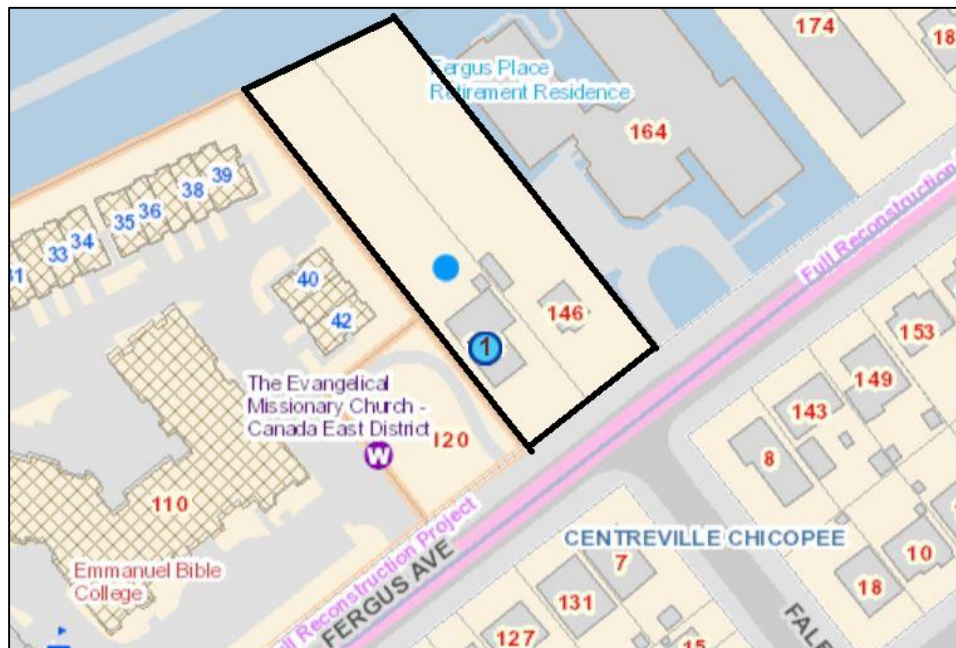 174
18
Fergus Place
Retirement Residence
164
39
38
36
35
34
33
31
40
42
146
1
Full Reconstruction
153
149
143
8
The Evangelical
Missionary Church -
Canada East District
W
120
110
Emmanuel Bible
College
Full Reconstruction Project
FERGUS AVE
CENTREVILLE CHICOPEE
7
10
18
131
127
15